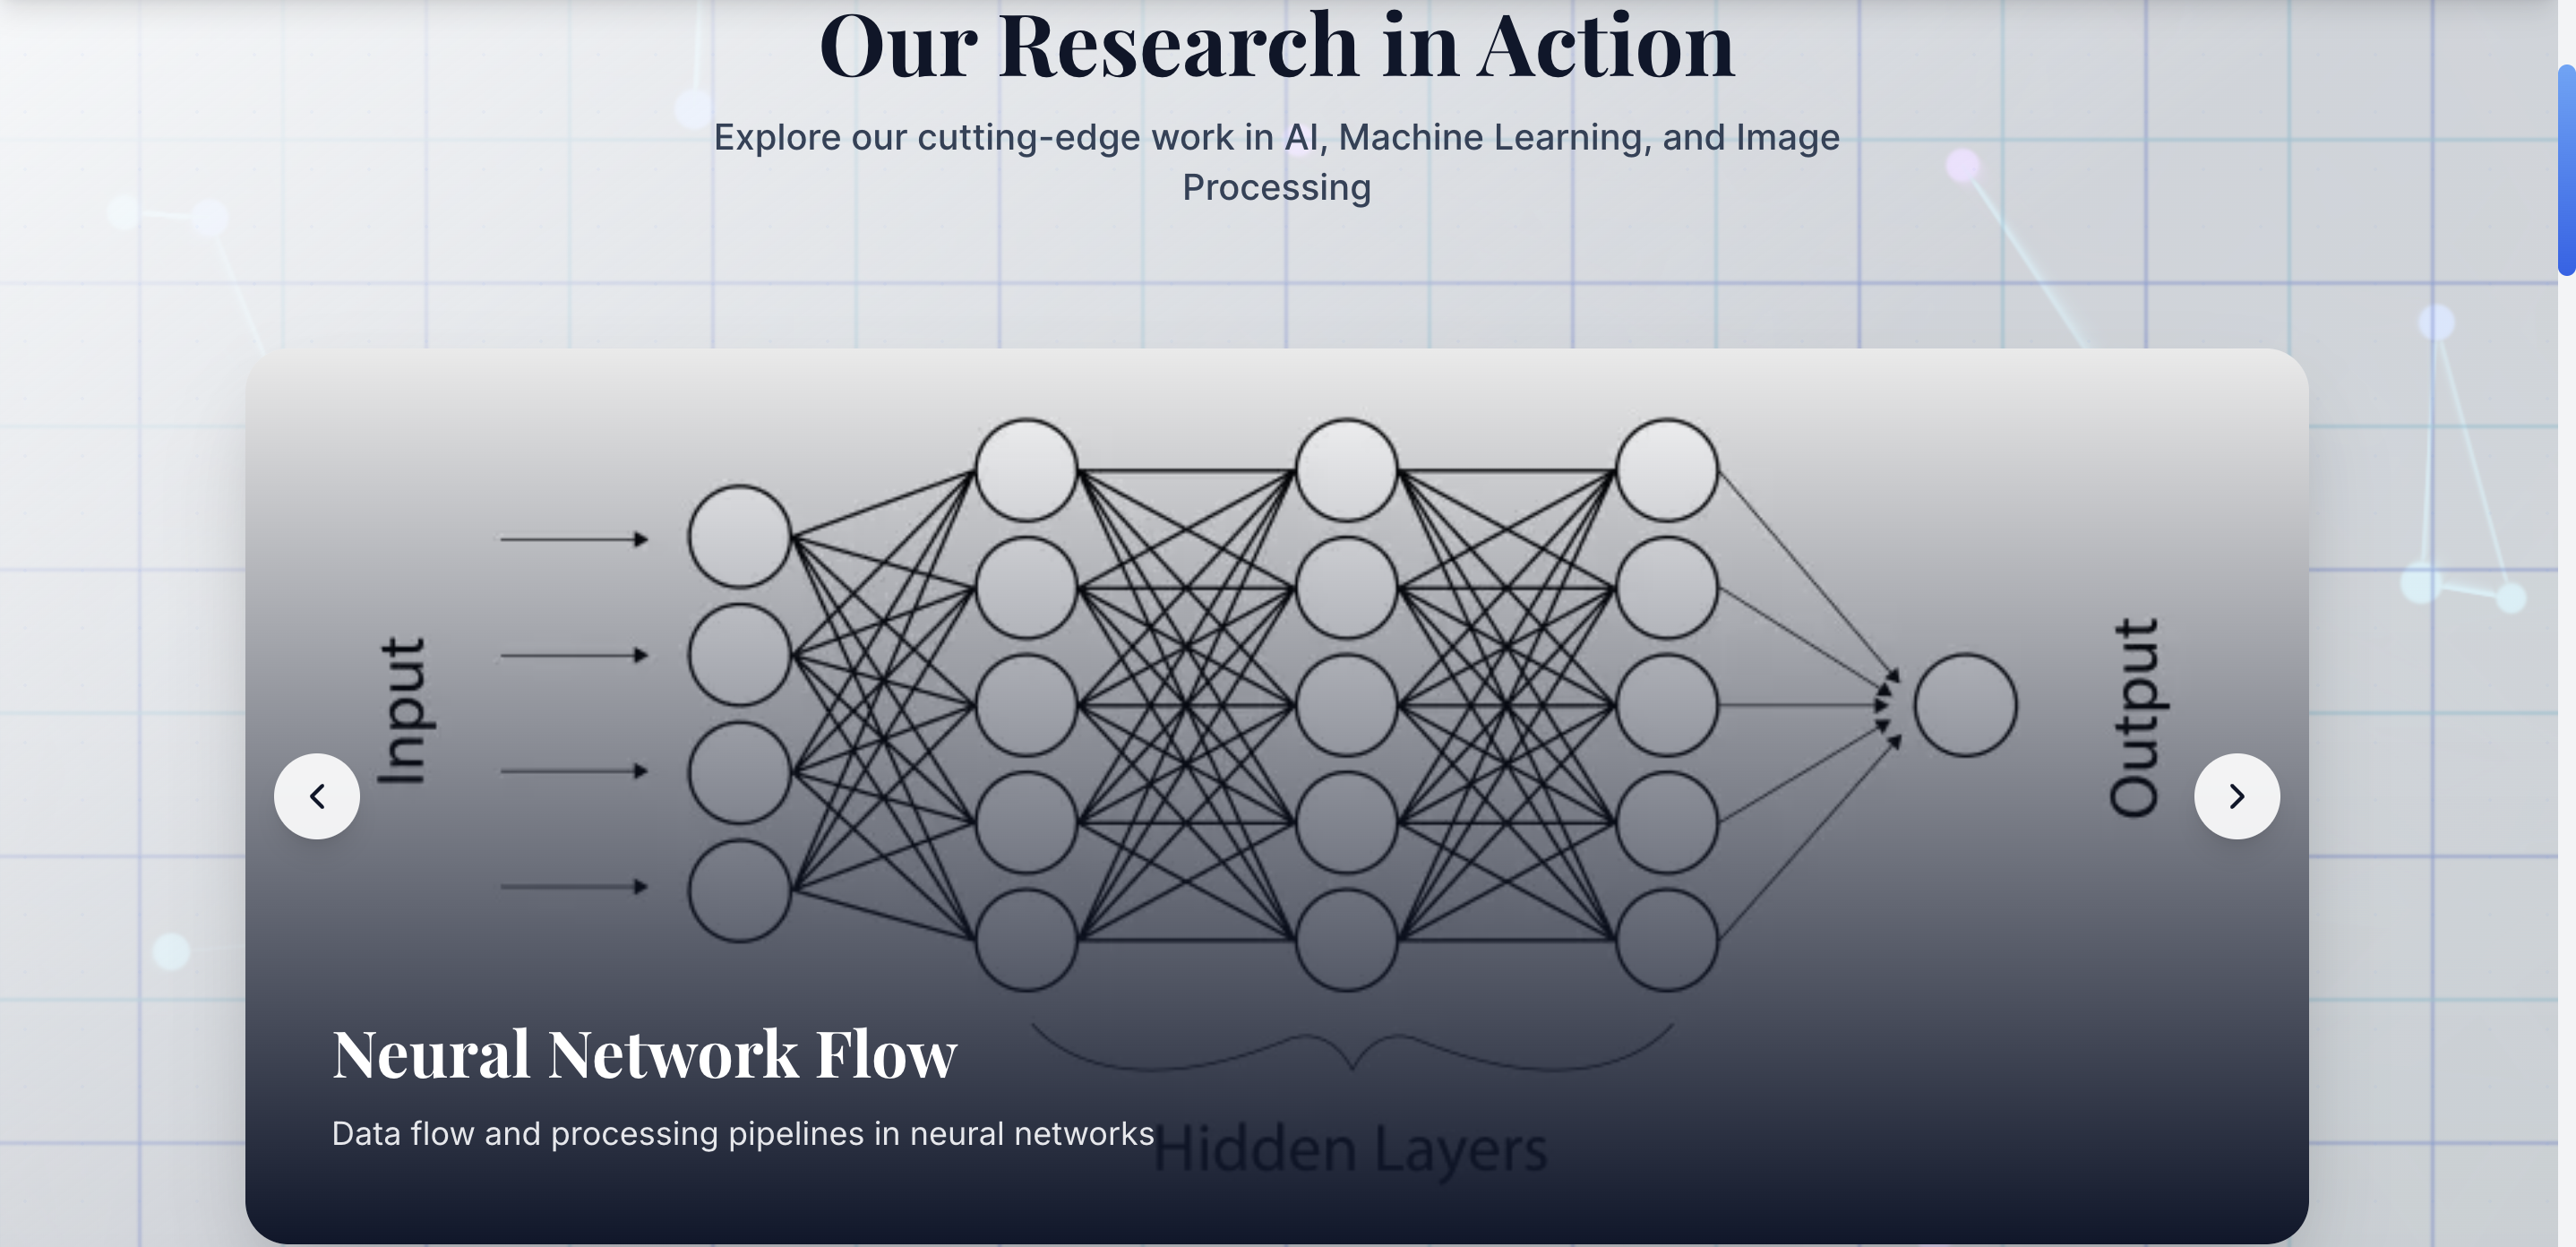 Our Research in Action
Explore our cutting-edge work in AI, Machine Learning, and Image
Processing
Input
Output
Neural Network Flow
Data flow and processing pipelines in neural networks
Hidden Layers